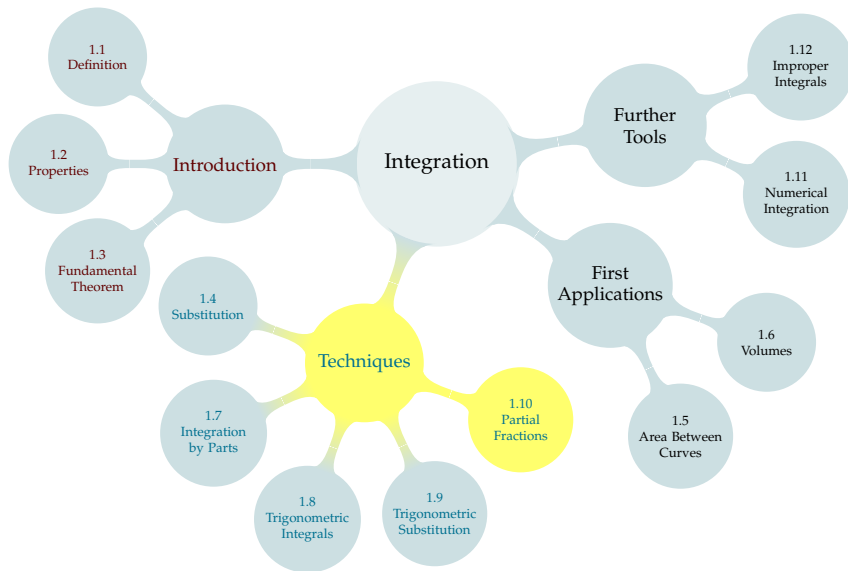 Integration
Introduction
1.1
Definition
1.2
Properties
1.3
Fundamental
Theorem
Techniques
1.4
Substitution
1.7
Integration
by Parts
1.8
Trigonometric
Integrals
1.9
Trigonometric
Substitution
1.10
Partial
Fractions
First
Applications
1.5
Area Between
Curves
1.6
Volumes
Further
Tools
1.11
Numerical
Integration
1.12
Improper
Integrals